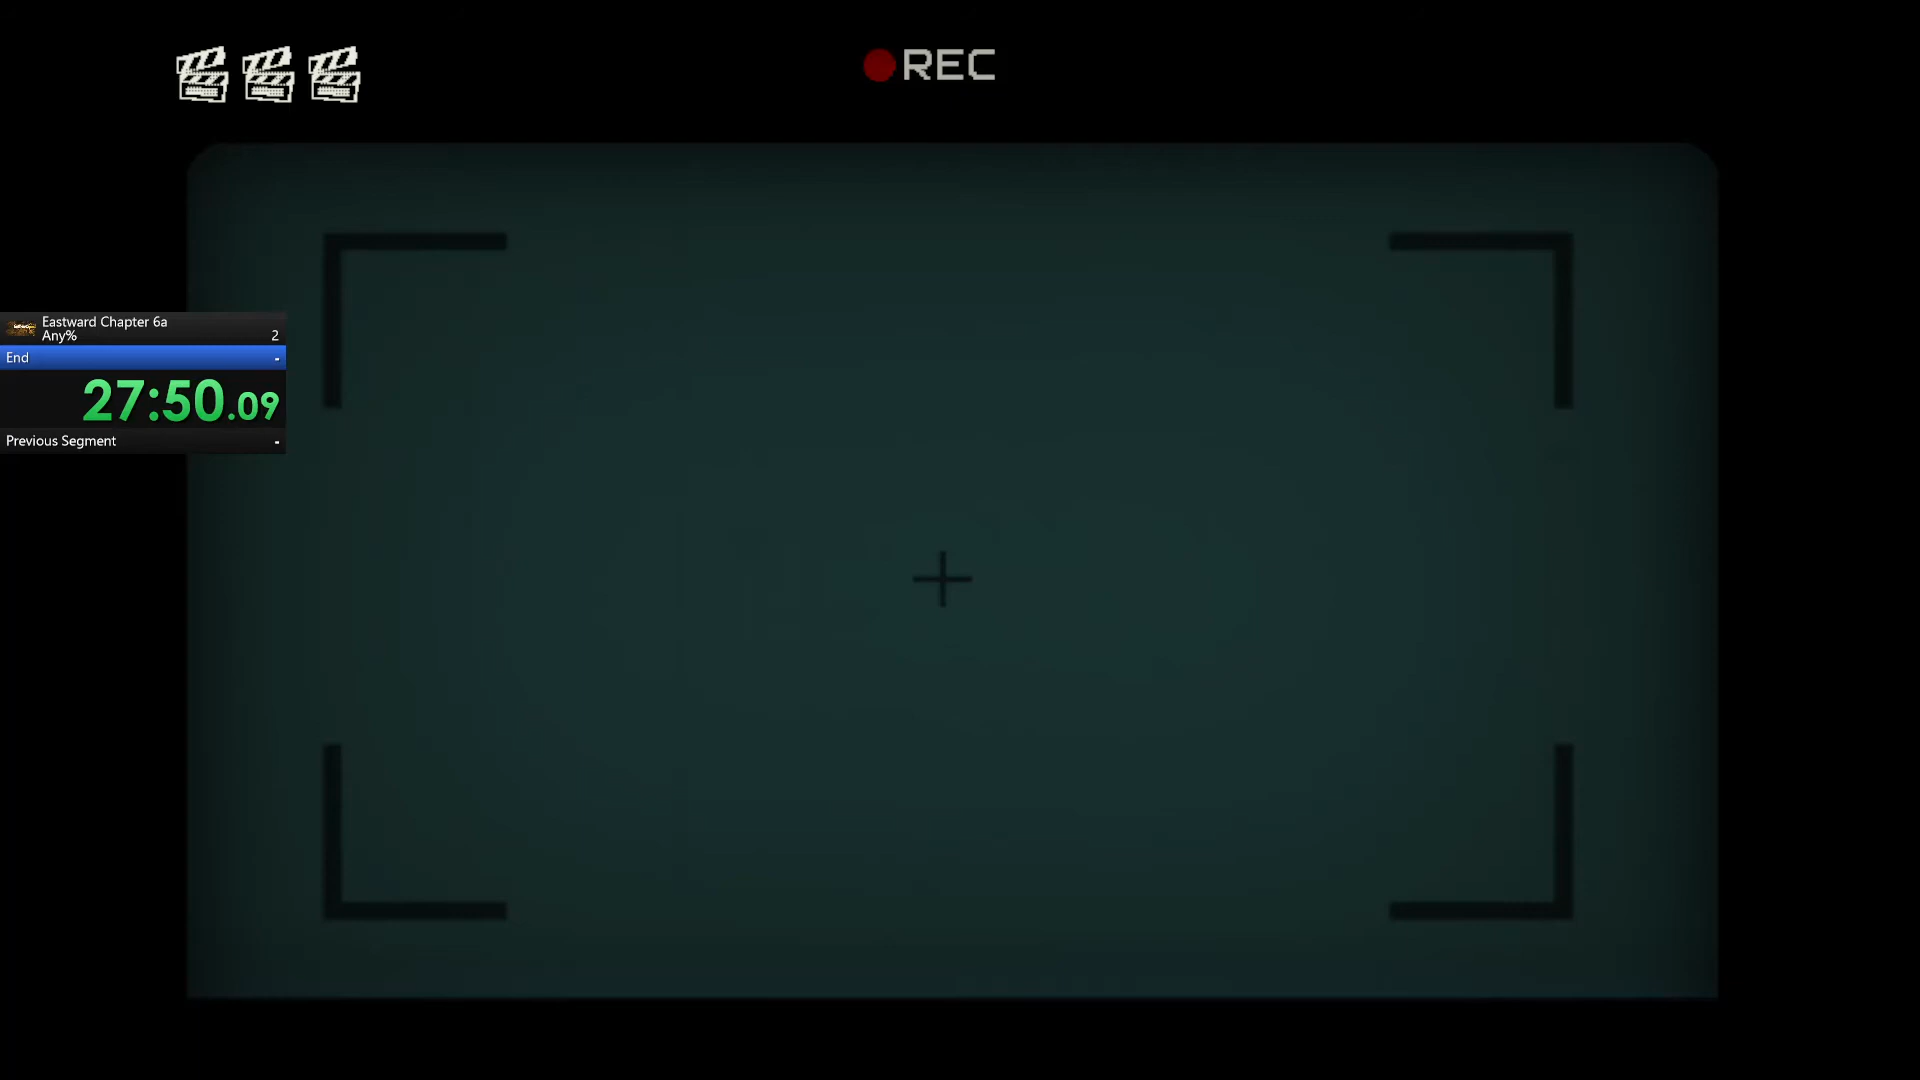 REC
Eastward Chapter 6a
Any% 2
End -
27:50.09
Previous Segment -